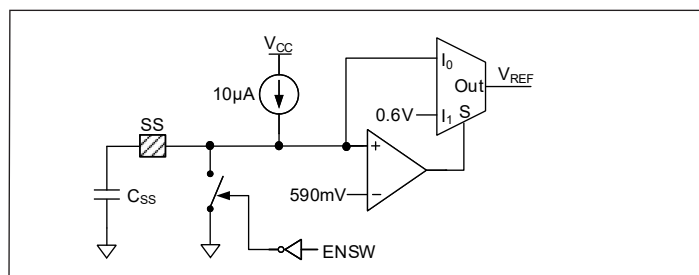 V_CC
10µA
SS
C_SS
I_0
Out
V_REF
0.6V
I_1 S
+
590mV
−
ENSW